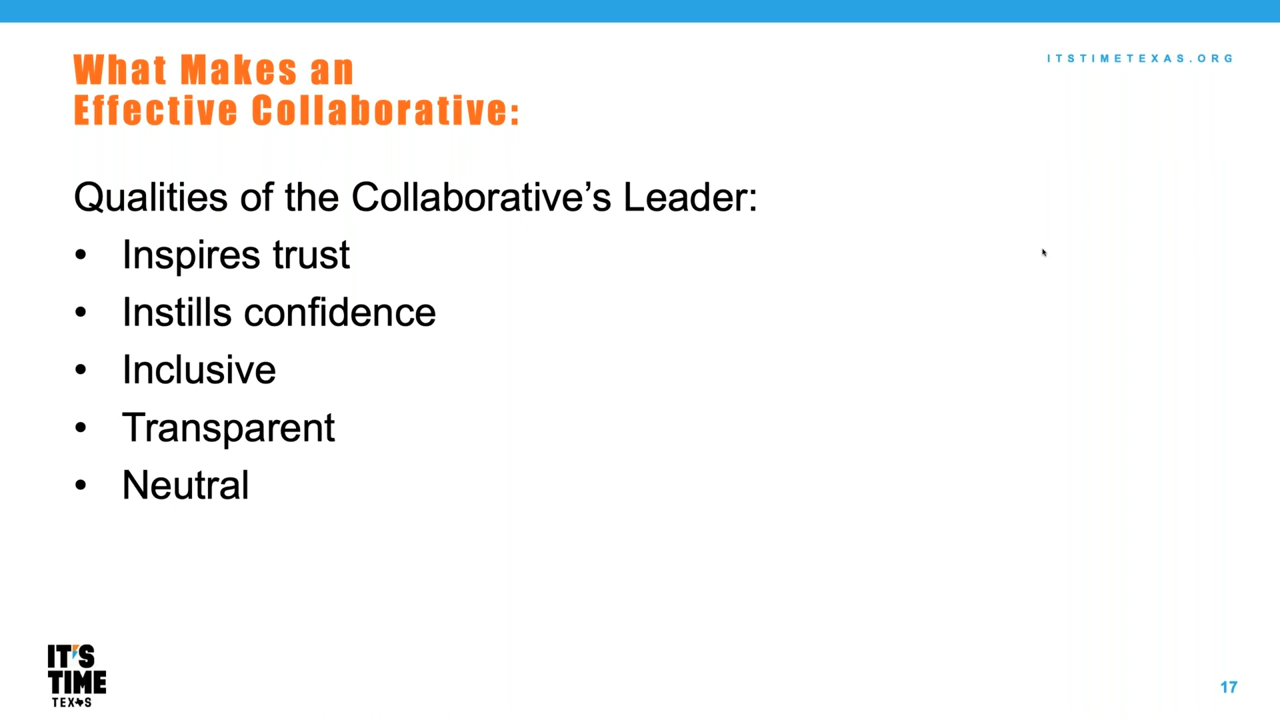 What Makes an
Effective Collaborative:
ITSTIMETEXAS.ORG
Qualities of the Collaborative’s Leader:
• Inspires trust
• Instills confidence
• Inclusive
• Transparent
• Neutral
IT'S
TIME
TEXAS
17